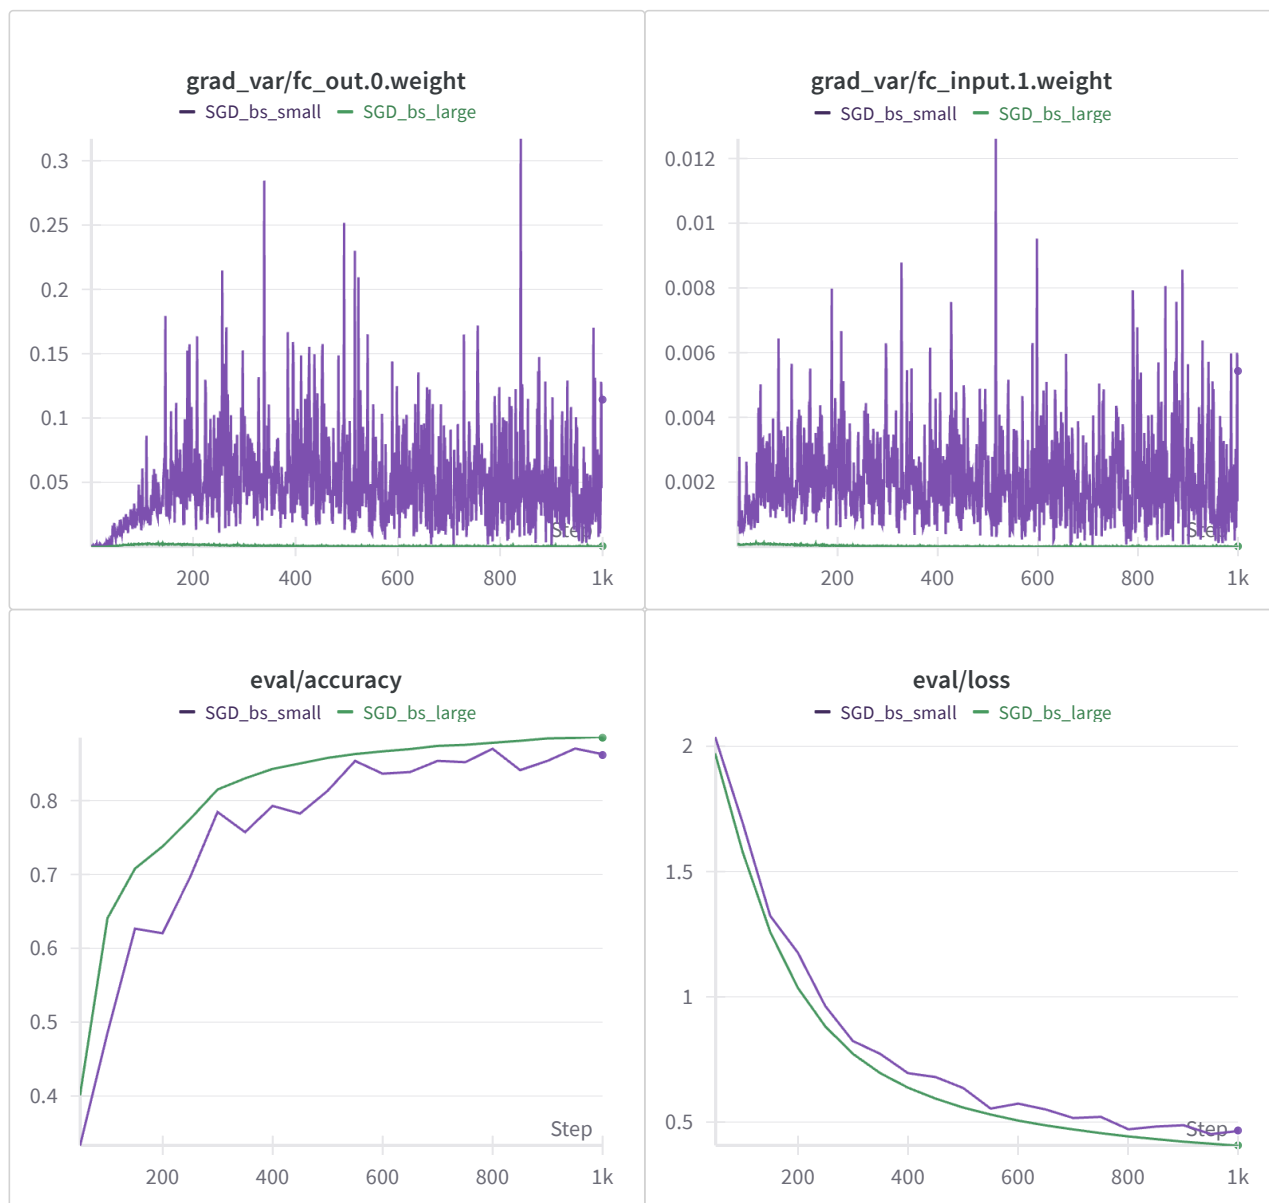 grad_var/fc_out.0.weight
SGD_bs_small SGD_bs_large
0.3
0.25
0.2
0.15
0.1
0.05
Step
200 400 600 800 1k
grad_var/fc_input.1.weight
SGD_bs_small SGD_bs_large
0.012
0.01
0.008
0.006
0.004
0.002
Step
200 400 600 800 1k
eval/accuracy
SGD_bs_small SGD_bs_large
0.8
0.7
0.6
0.5
0.4
Step
200 400 600 800 1k
eval/loss
SGD_bs_small SGD_bs_large
2
1.5
1
0.5
Step
200 400 600 800 1k